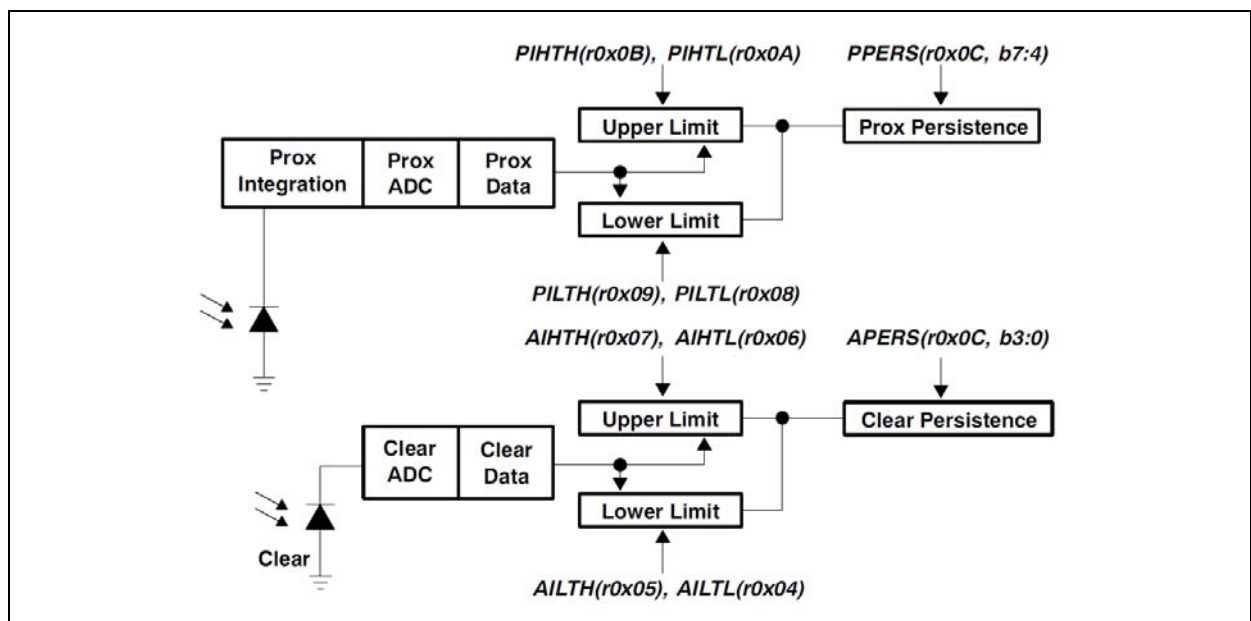 PIHTH(r0x0B), PIHTL(r0x0A)
PPERS(r0x0C, b7:4)
Upper Limit
Prox Persistence
Prox Integration
Prox ADC
Prox Data
Lower Limit
PILTH(r0x09), PILTL(r0x08)
AIHTH(r0x07), AIHTL(r0x06)
APERS(r0x0C, b3:0)
Upper Limit
Clear Persistence
Clear ADC
Clear Data
Lower Limit
Clear
AILTH(r0x05), AILTL(r0x04)